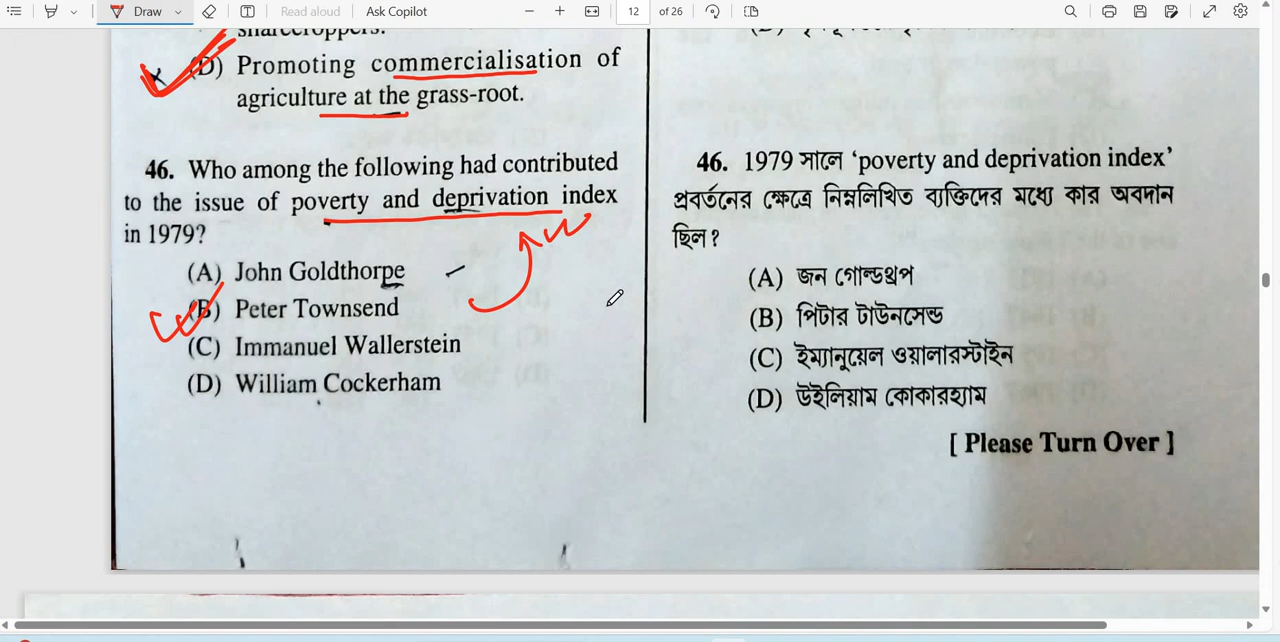 Draw
Read aloud
Ask Copilot
12
of 26
sharecroppers.
(D) Promoting commercialisation of
agriculture at the grass-root.
46. Who among the following had contributed
to the issue of poverty and deprivation index
in 1979?
(A) John Goldthorpe
(B) Peter Townsend
(C) Immanuel Wallerstein
(D) William Cockerham
46. 1979 সালে ‘poverty and deprivation index’
প্রবর্তনের ক্ষেত্রে নিম্নলিখিত ব্যক্তিদের মধ্যে কার অবদান
ছিল?
(A) জন গোল্ডথ্রপ
(B) পিটার টাউনসেন্ড
(C) ইম্যানুয়েল ওয়ালারস্টাইন
(D) উইলিয়াম কোকারহ্যাম
[ Please Turn Over ]